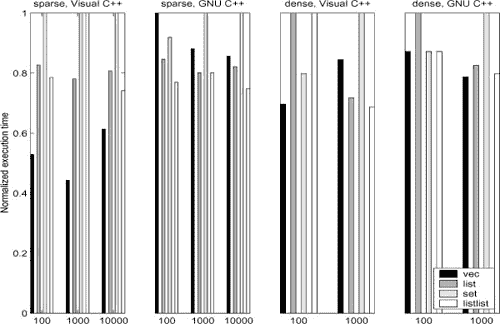 sparse, Visual C++
sparse, GNU C++
dense, Visual C++
dense, GNU C++
Normalized execution time
1
0.8
0.6
0.4
0.2
0
100 1000 10000
100 1000 10000
100 1000
100 1000
vec
list
set
listlist